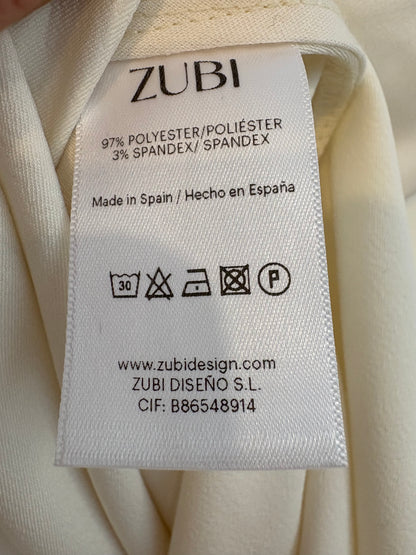 ZUBI
97% POLYESTER/POLIÉSTER
3% SPANDEX/ SPANDEX
Made in Spain / Hecho en España
30 P
www.zubidesign.com
ZUBI DISEÑO S.L.
CIF: B86548914